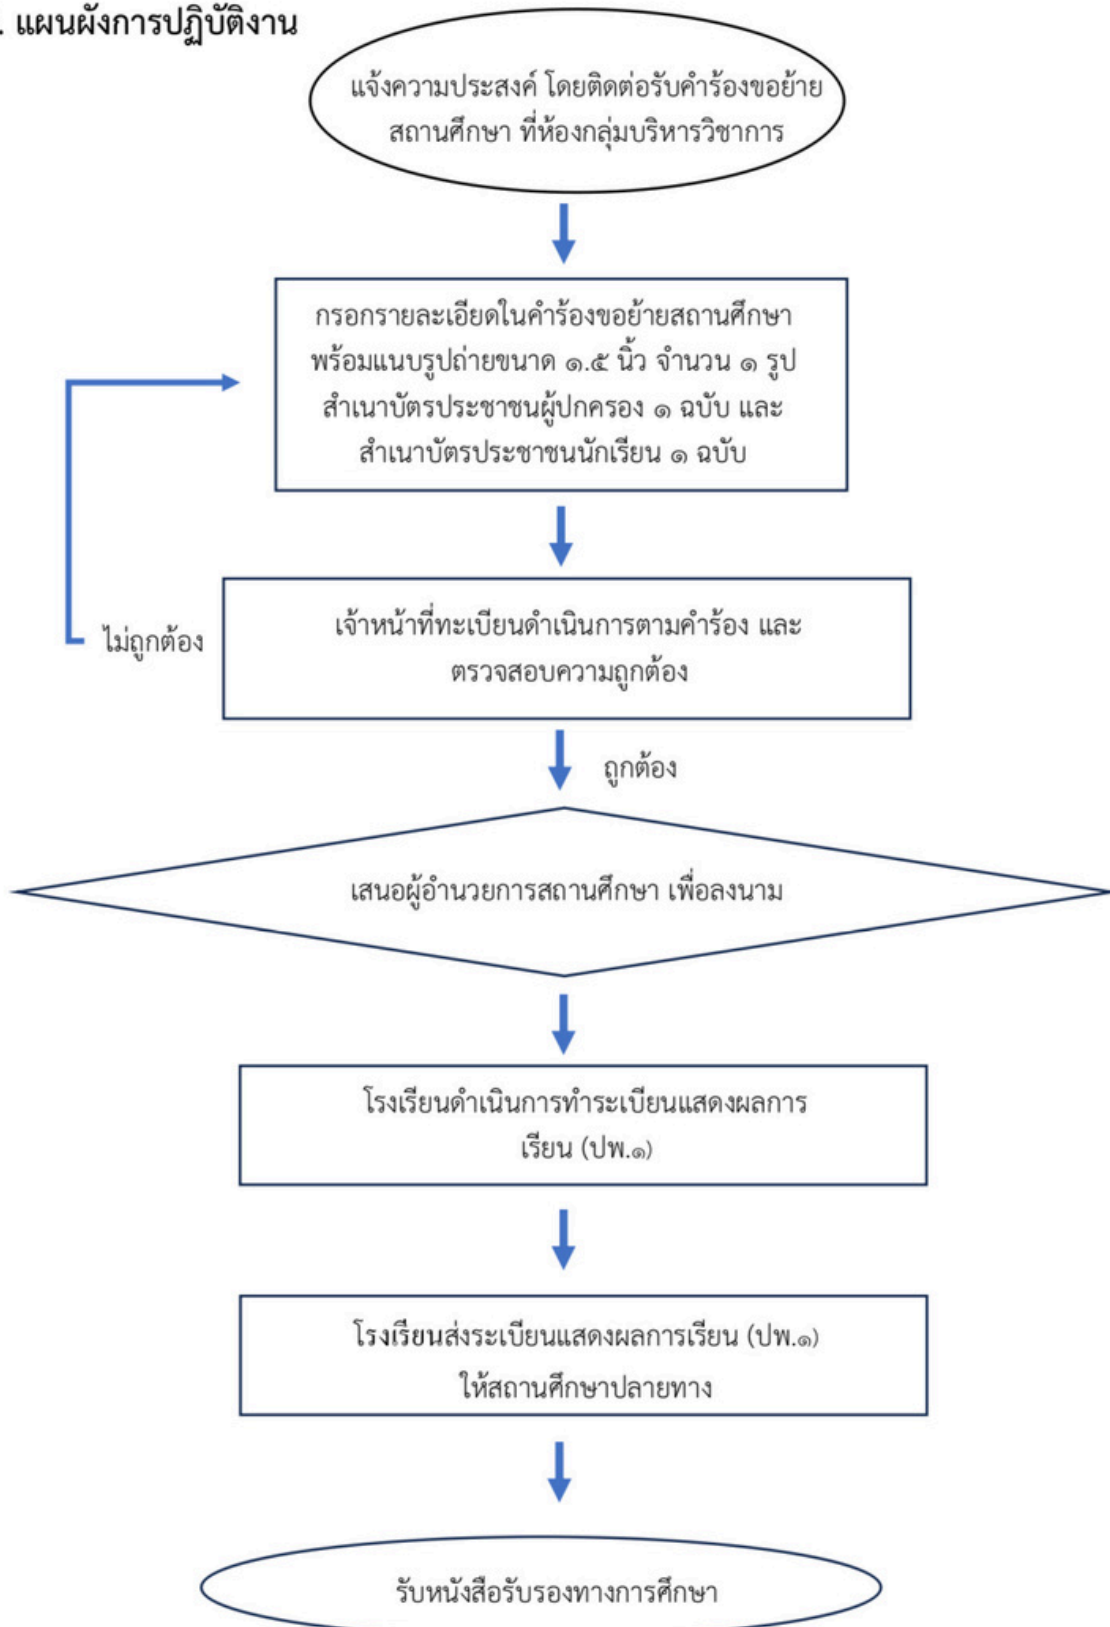 . แผนผังการปฏิบัติงาน
แจ้งความประสงค์ โดยติดต่อรับคำร้องขอย้าย
สถานศึกษา ที่ห้องกลุ่มบริหารวิชาการ
กรอกรายละเอียดในคำร้องขอย้ายสถานศึกษา
พร้อมแนบรูปถ่ายขนาด ๑.๕ นิ้ว จำนวน ๑ รูป
สำเนาบัตรประชาชนผู้ปกครอง ๑ ฉบับ และ
สำเนาบัตรประชาชนนักเรียน ๑ ฉบับ
เจ้าหน้าที่ทะเบียนดำเนินการตามคำร้อง และ
ตรวจสอบความถูกต้อง
ไม่ถูกต้อง
ถูกต้อง
เสนอผู้อำนวยการสถานศึกษา เพื่อลงนาม
โรงเรียนดำเนินการทำระเบียนแสดงผลการ
เรียน (ปพ.๑)
โรงเรียนส่งระเบียนแสดงผลการเรียน (ปพ.๑)
ให้สถานศึกษาปลายทาง
รับหนังสือรับรองทางการศึกษา